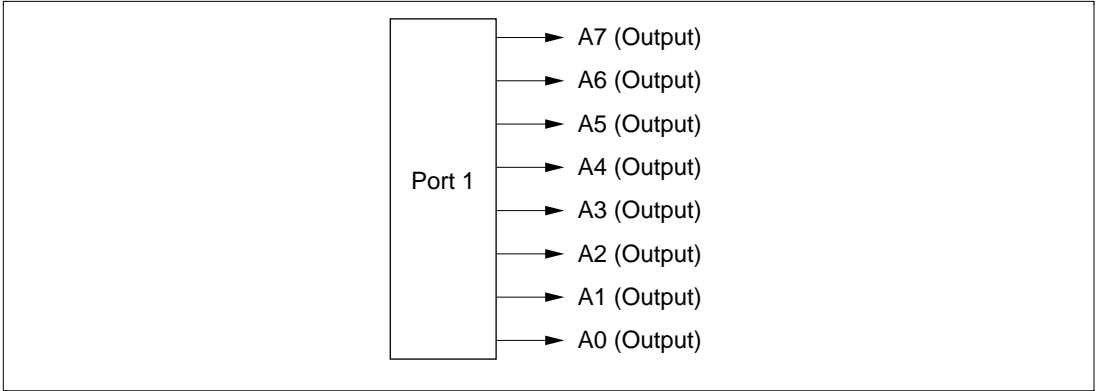 A7 (Output)
A6 (Output)
A5 (Output)
A4 (Output)
Port 1
A3 (Output)
A2 (Output)
A1 (Output)
A0 (Output)